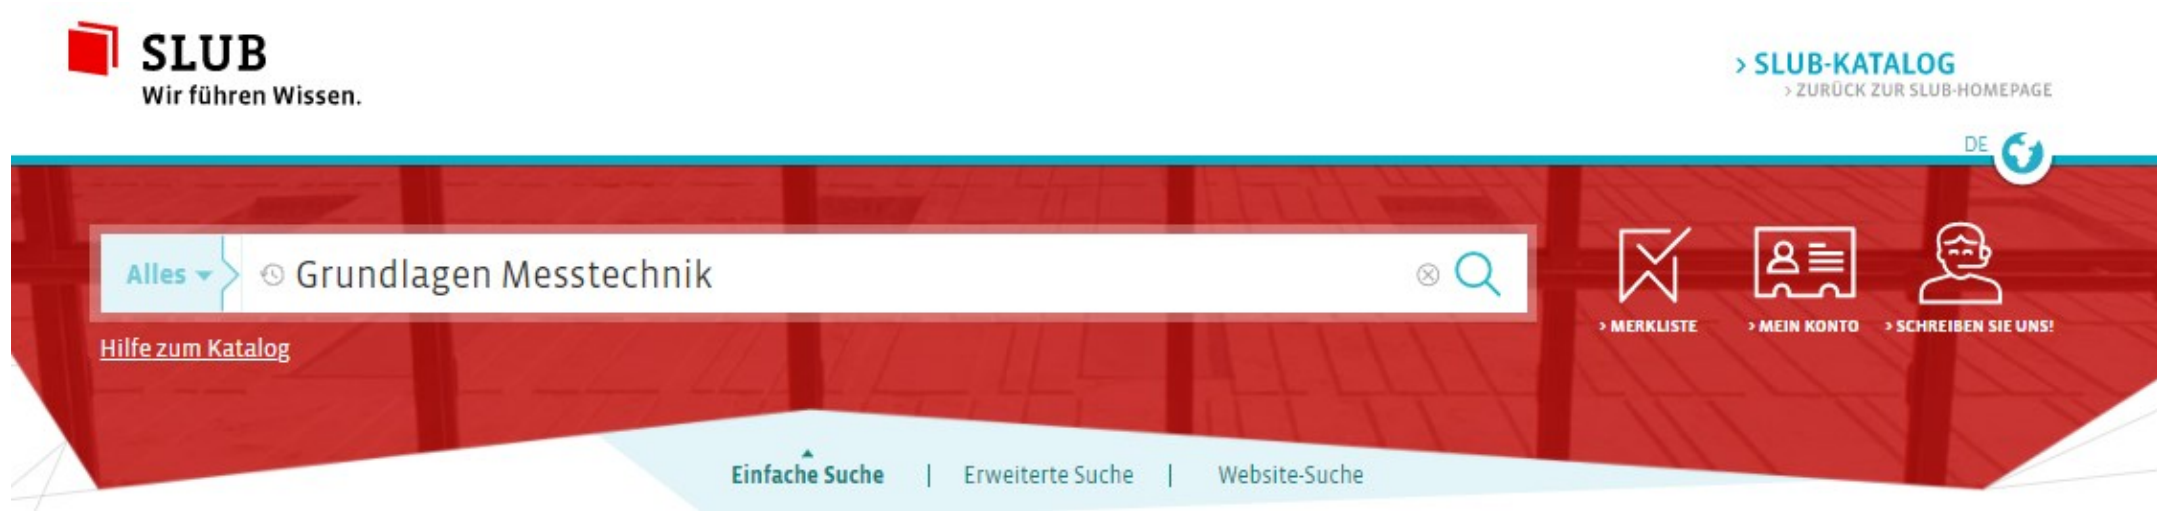 SLUB
Wir führen Wissen.
> SLUB-KATALOG
> ZURÜCK ZUR SLUB-HOMEPAGE
DE
Alles
Grundlagen Messtechnik
> MERKLISTE
> MEIN KONTO
> SCHREIBEN SIE UNS!
Hilfe zum Katalog
Einfache Suche | Erweiterte Suche | Website-Suche